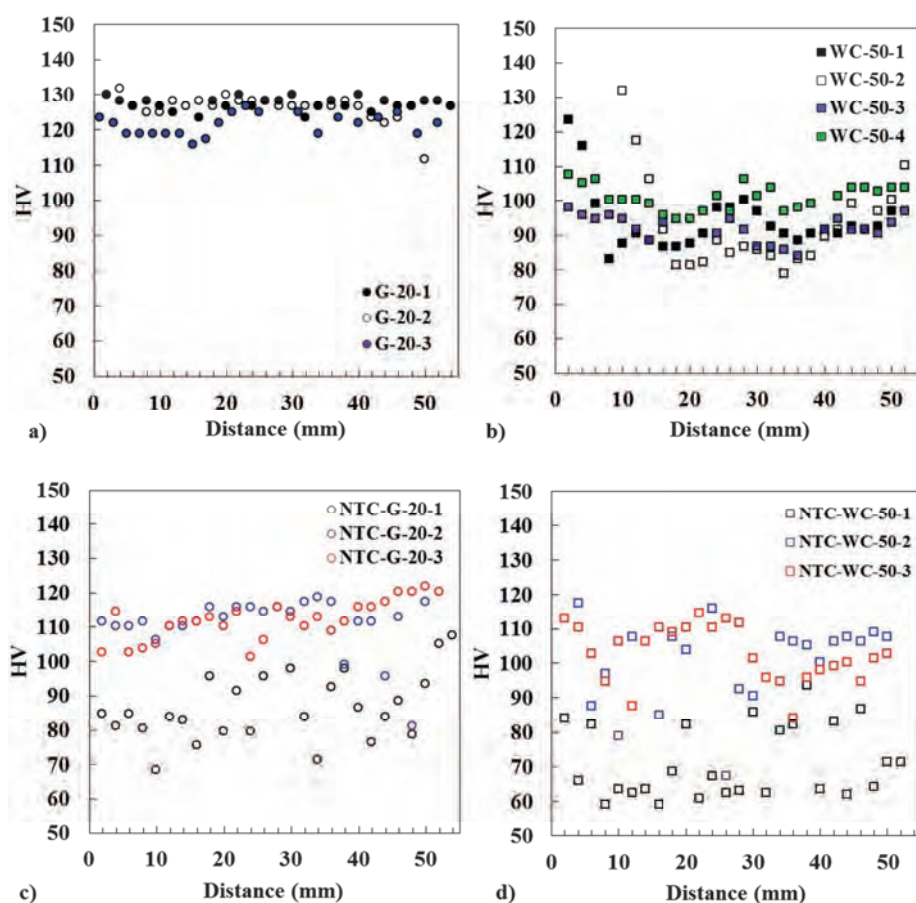 150
140
130
120
110
100
90
80
70
60
50
HV
G-20-1
G-20-2
G-20-3
0 10 20 30 40 50
Distance (mm)
a)
150
140
130
120
110
100
90
80
70
60
50
HV
WC-50-1
WC-50-2
WC-50-3
WC-50-4
0 10 20 30 40 50
Distance (mm)
b)
150
140
130
120
110
100
90
80
70
60
50
HV
NTC-G-20-1
NTC-G-20-2
NTC-G-20-3
0 10 20 30 40 50
Distance (mm)
c)
150
140
130
120
110
100
90
80
70
60
50
HV
NTC-WC-50-1
NTC-WC-50-2
NTC-WC-50-3
0 10 20 30 40 50
Distance (mm)
d)